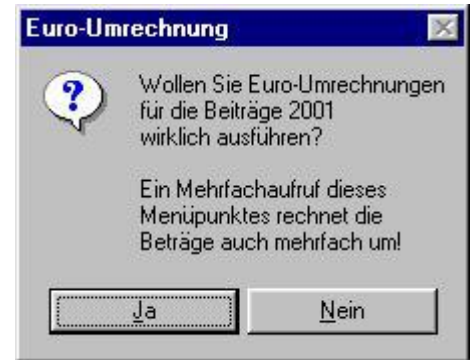 Euro-Umrechnung
Wollen Sie Euro-Umrechnungen
für die Beiträge 2001
wirklich ausführen?
Ein Mehrfachaufruf dieses
Menüpunktes rechnet die
Beträge auch mehrfach um!
Ja
Nein